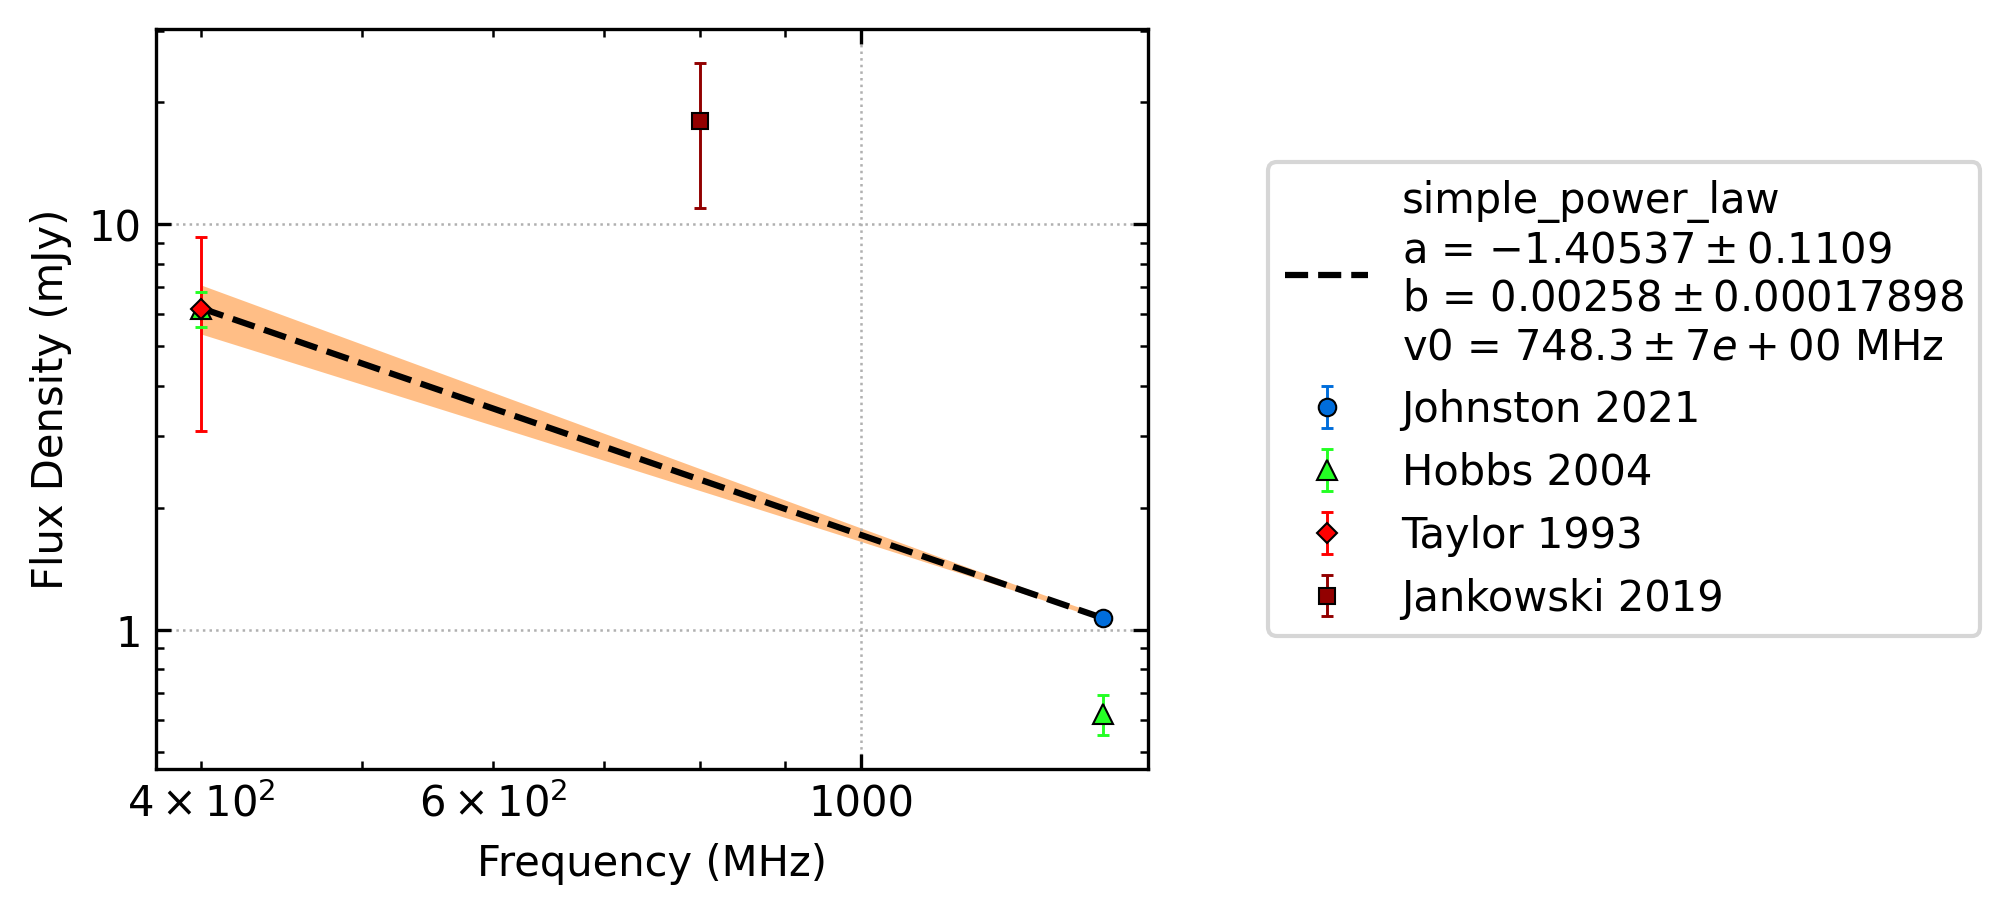 10
1
Flux Density (mJy)
4 × 10²
6 × 10²
1000
Frequency (MHz)
simple_power_law
a = −1.40537 ± 0.1109
b = 0.00258 ± 0.00017898
v0 = 748.3 ± 7e + 00 MHz
Johnston 2021
Hobbs 2004
Taylor 1993
Jankowski 2019